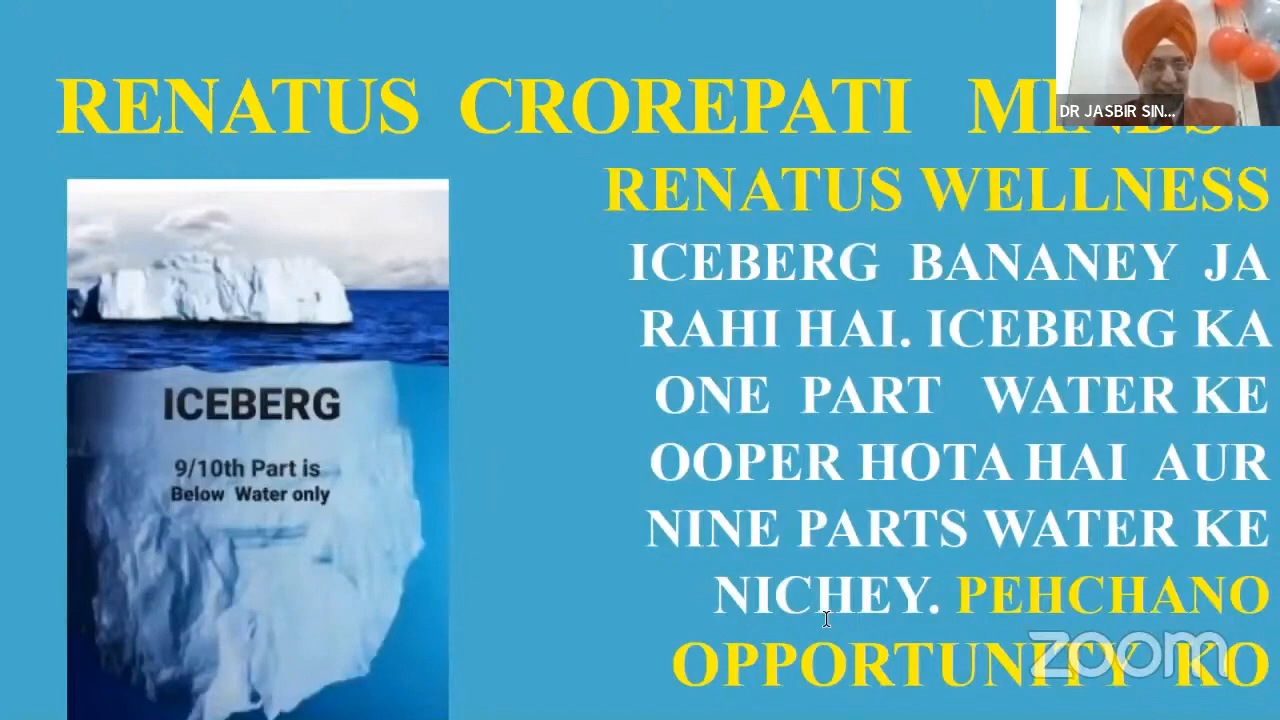 RENATUS CROREPATI MINDS
DR JASBIR SIN...
RENATUS WELLNESS
ICEBERG BANANEY JA
RAHI HAI. ICEBERG KA
ONE PART WATER KE
OOPER HOTA HAI AUR
NINE PARTS WATER KE
NICHEY. PEHCHANO
OPPORTUNITY KO
ICEBERG
9/10th Part is
Below Water only
zoom